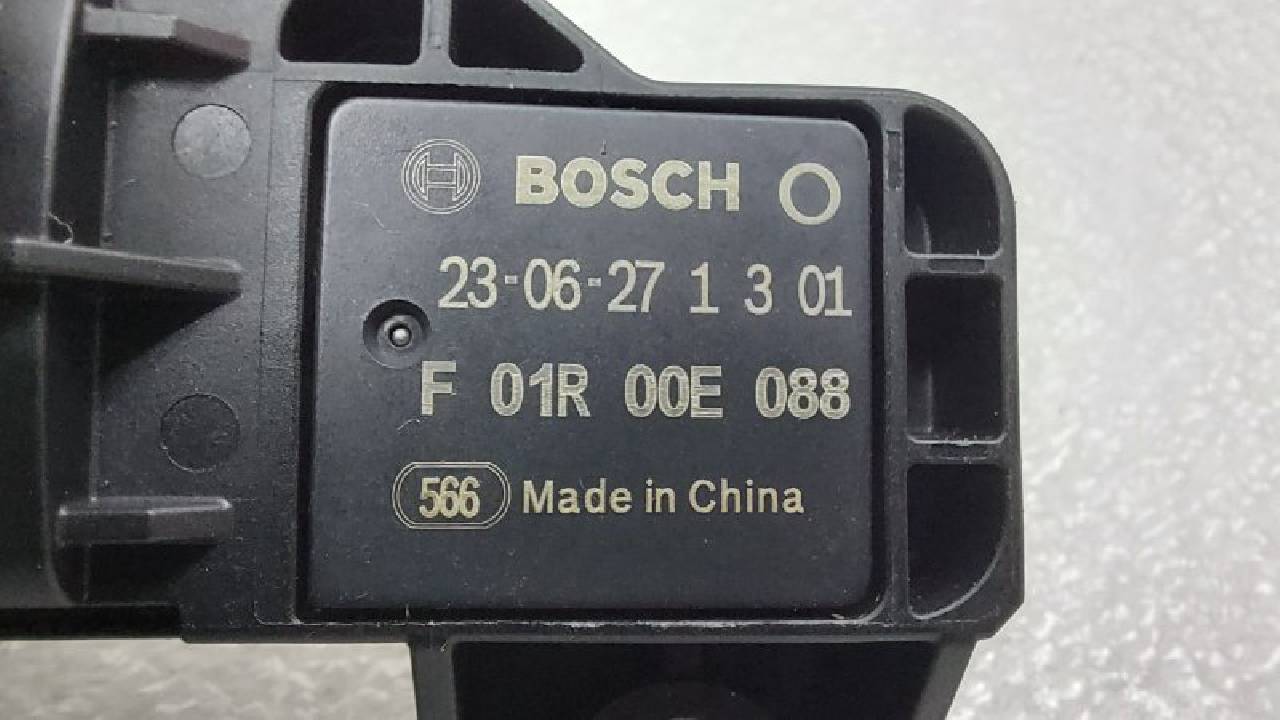 BOSCH
23-06-27 1 3 01
F 01R 00E 088
566 Made in China